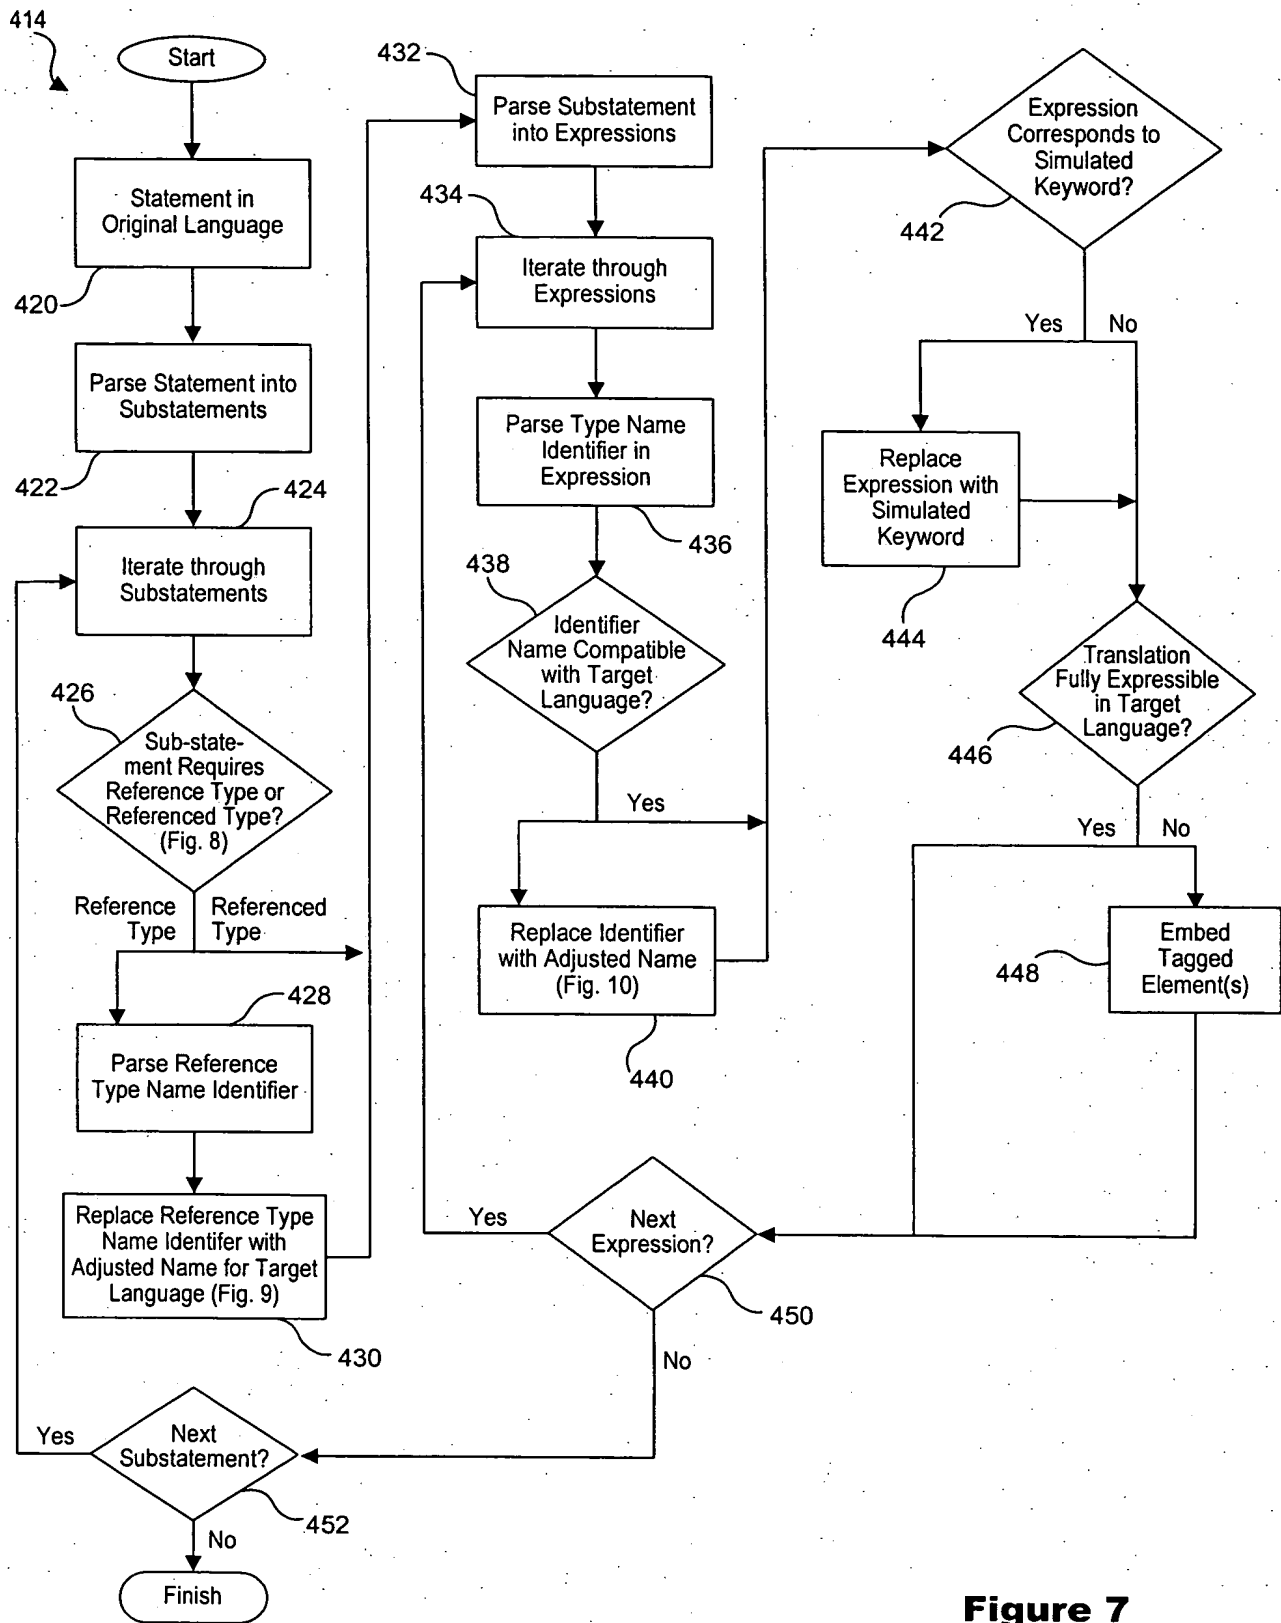 414
Start
Statement in
Original Language
420
Parse Statement into
Substatements
422
424
Iterate through
Substatements
426
Sub-state-
ment Requires
Reference Type or
Referenced Type?
(Fig. 8)
Reference
Type
Referenced
Type
428
Parse Reference
Type Name Identifier
Replace Reference Type
Name Identifer with
Adjusted Name for Target
Language (Fig. 9)
430
Yes
Next
Substatement?
452
No
Finish
432
Parse Substatement
into Expressions
434
Iterate through
Expressions
Parse Type Name
Identifier in
Expression
436
438
Identifier
Name Compatible
with Target
Language?
Yes
Replace Identifier
with Adjusted Name
(Fig. 10)
440
Yes
Next
Expression?
450
No
Expression
Corresponds to
Simulated
Keyword?
442
Yes
No
Replace
Expression with
Simulated
Keyword
444
Translation
Fully Expressible
in Target
Language?
446
Yes
No
448
Embed
Tagged
Element(s)
Figure 7